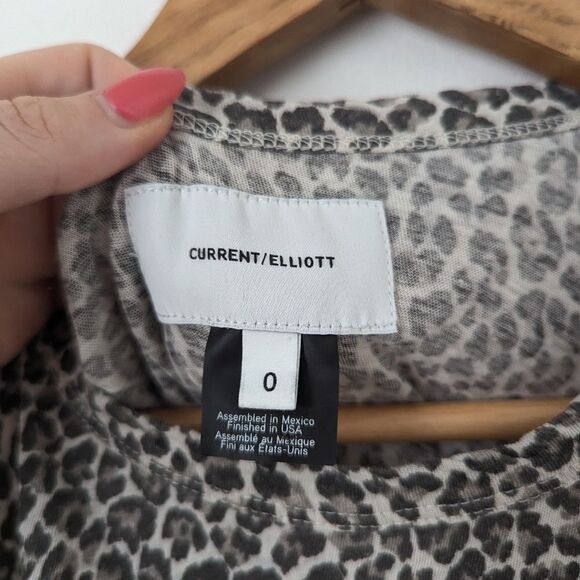 CURRENT/ELLIOTT
0
Assembled in Mexico
Finished in USA
Assemblé au Mexique
Fini aux États-Unis